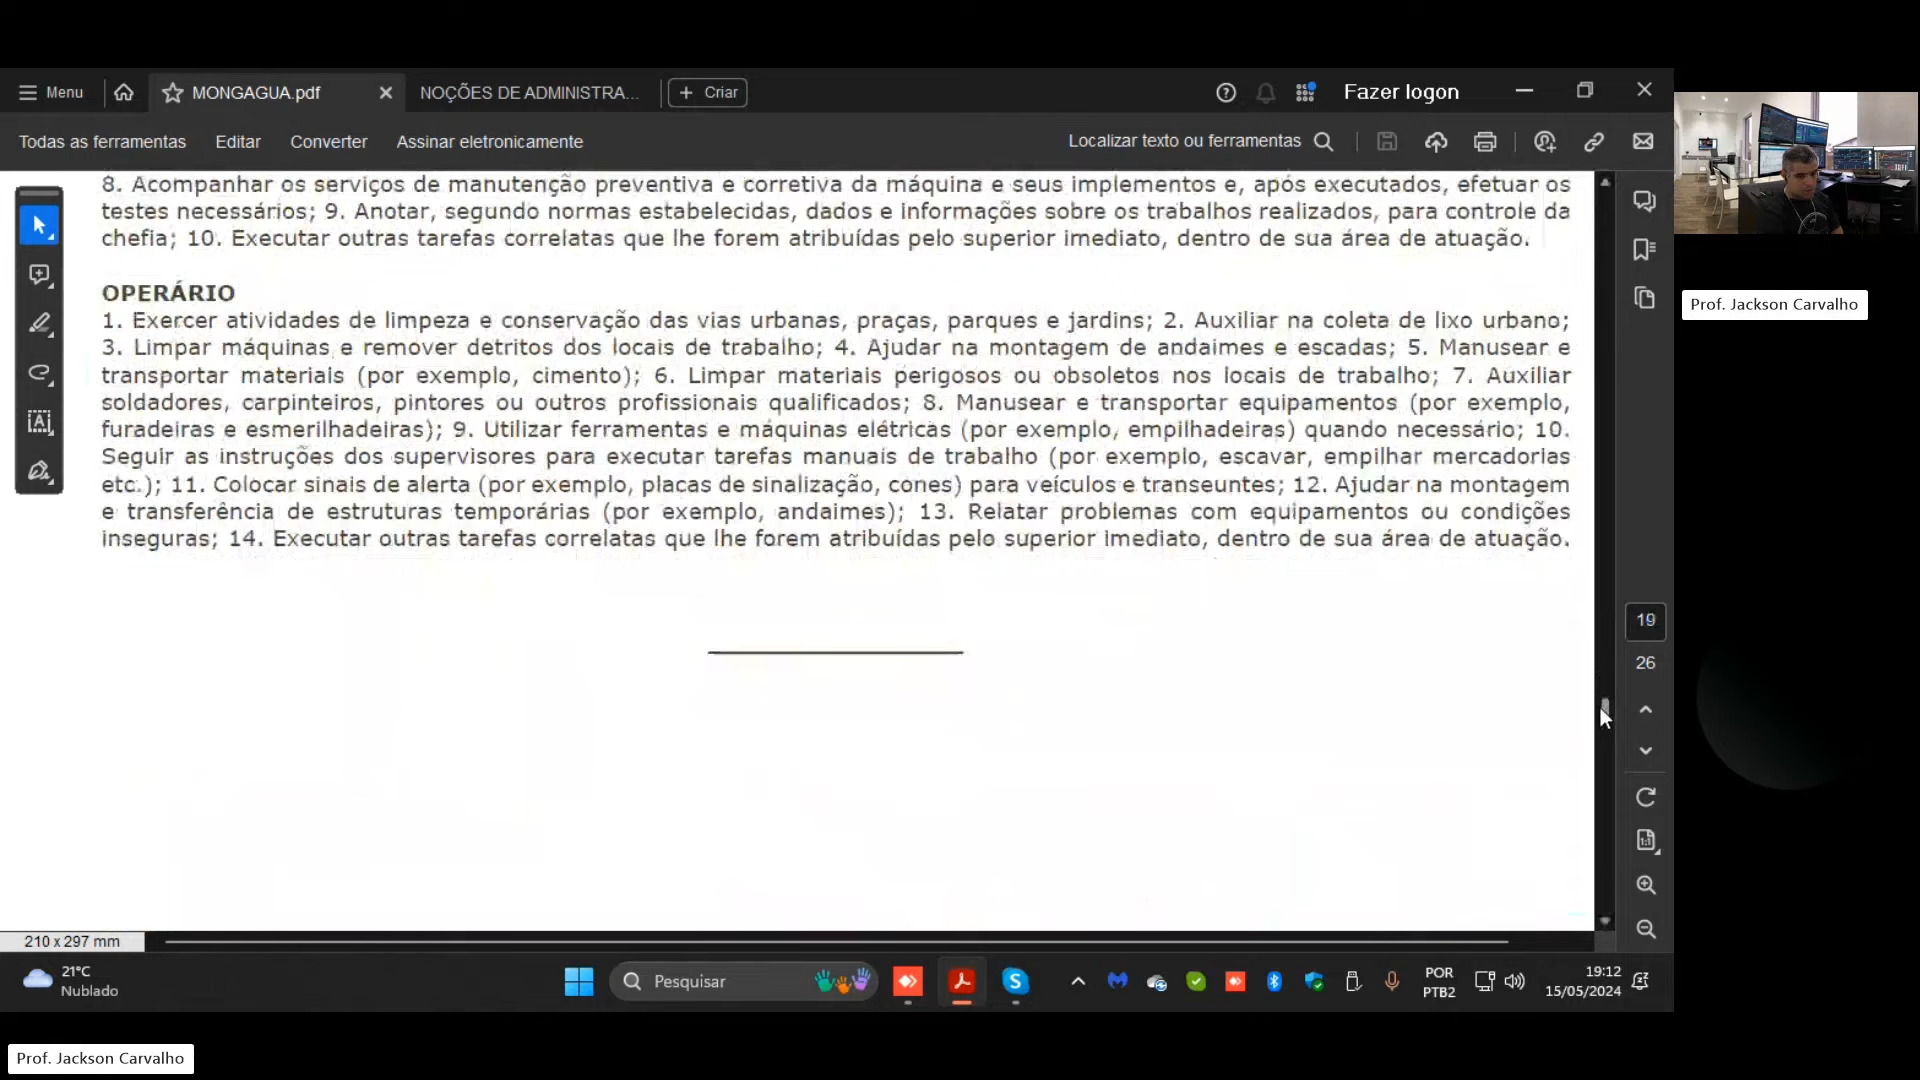 Menu
MONGAGUA.pdf
NOÇÕES DE ADMINISTRA...
Criar
Fazer logon
Todas as ferramentas
Editar
Converter
Assinar eletronicamente
Localizar texto ou ferramentas
8. Acompanhar os serviços de manutenção preventiva e corretiva da máquina e seus implementos e, após executados, efetuar os
testes necessários; 9. Anotar, segundo normas estabelecidas, dados e informações sobre os trabalhos realizados, para controle da
chefia; 10. Executar outras tarefas correlatas que lhe forem atribuídas pelo superior imediato, dentro de sua área de atuação.
OPERÁRIO
1. Exercer atividades de limpeza e conservação das vias urbanas, praças, parques e jardins; 2. Auxiliar na coleta de lixo urbano;
3. Limpar máquinas e remover detritos dos locais de trabalho; 4. Ajudar na montagem de andaimes e escadas; 5. Manusear e
transportar materiais (por exemplo, cimento); 6. Limpar materiais perigosos ou obsoletos nos locais de trabalho; 7. Auxiliar
soldadores, carpinteiros, pintores ou outros profissionais qualificados; 8. Manusear e transportar equipamentos (por exemplo,
furadeiras e esmerilhadeiras); 9. Utilizar ferramentas e máquinas elétricas (por exemplo, empilhadeiras) quando necessário; 10.
Seguir as instruções dos supervisores para executar tarefas manuais de trabalho (por exemplo, escavar, empilhar mercadorias
etc.); 11. Colocar sinais de alerta (por exemplo, placas de sinalização, cones) para veículos e transeuntes; 12. Ajudar na montagem
e transferência de estruturas temporárias (por exemplo, andaimes); 13. Relatar problemas com equipamentos ou condições
inseguras; 14. Executar outras tarefas correlatas que lhe forem atribuídas pelo superior imediato, dentro de sua área de atuação.
19
26
1:1
210 x 297 mm
21°C
Nublado
Pesquisar
POR
PTB2
19:12
15/05/2024
Prof. Jackson Carvalho
Prof. Jackson Carvalho